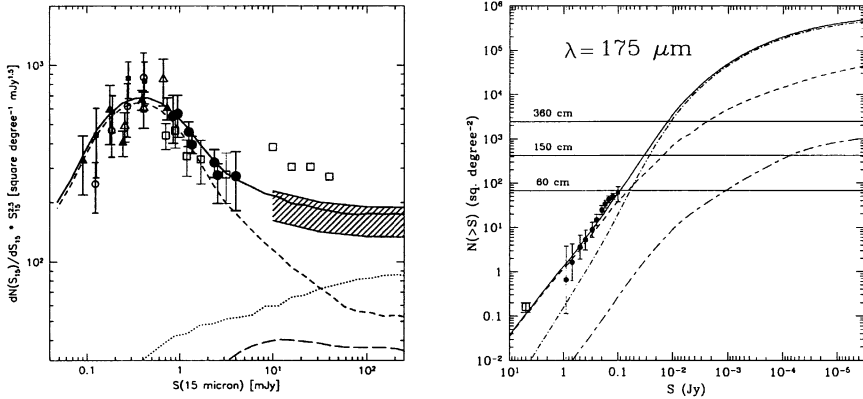 dN(S₁₅)/dS₁₅ * S₁₅^2.5 [square degree⁻¹ mJy^1.5]
10³
10²
0.1
1
10
10²
S(15 micron) [mJy]
N(>S) (sq. degree⁻²)
10⁶
10⁵
10⁴
10³
10²
10
1
0.1
10⁻²
λ = 175 μm
360 cm
150 cm
60 cm
10¹
1
0.1
10⁻²
10⁻³
10⁻⁴
10⁻⁵
S (Jy)